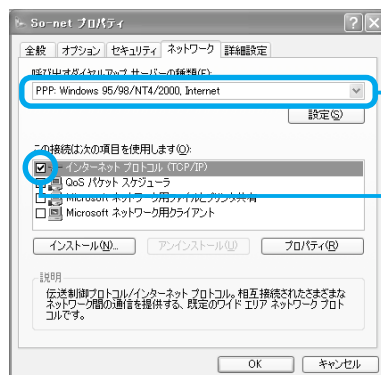 So-net プロパティ
全般 オプション セキュリティ ネットワーク 詳細設定
呼び出すダイヤルアップ サーバーの種類(E):
PPP: Windows 95/98/NT4/2000, Internet
設定(S)
この接続は次の項目を使用します(O):
インターネット プロトコル (TCP/IP)
QoS パケット スケジューラ
Microsoft ネットワーク用ファイルとプリンタ共有
Microsoft ネットワーク用クライアント
インストール(N)... アンインストール(U) プロパティ(R)
説明
伝送制御プロトコル/インターネット プロトコル。相互接続されたさまざまな
ネットワーク間の通信を提供する、既定のワイド エリア ネットワーク プロト
コルです。
OK キャンセル